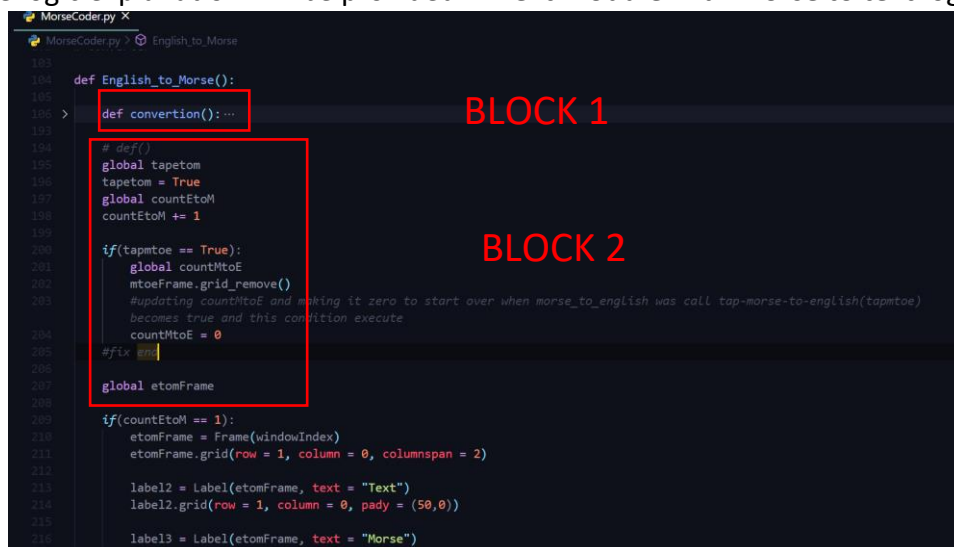 MorseCoder.py X
MorseCoder.py > English_to_Morse
103
104 def English_to_Morse():
105
106 > def convertion(): ...
BLOCK 1
193
194 # def()
195 global tapetom
196 tapetom = True
197 global countEtoM
198 countEtoM += 1
199
200 if(tapmtoe == True):
BLOCK 2
201 global countMtoE
202 mtoeFrame.grid_remove()
203 #updating countMtoE and making it zero to start over when morse_to_english was call tap-morse-to-english(tapmtoe)
becomes true and this condition execute
204 countMtoE = 0
205 #fix end
206
207 global etomFrame
208
209 if(countEtoM == 1):
210 etomFrame = Frame(windowIndex)
211 etomFrame.grid(row = 1, column = 0, columnspan = 2)
212
213 label2 = Label(etomFrame, text = "Text")
214 label2.grid(row = 1, column = 0, pady = (50,0))
215
216 label3 = Label(etomFrame, text = "Morse")